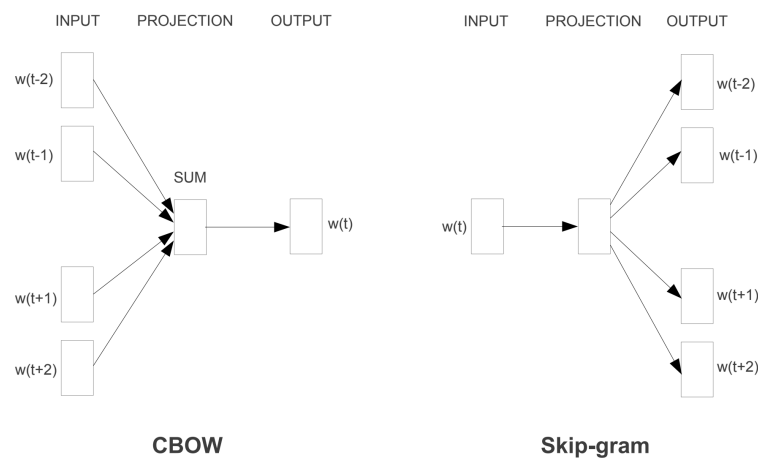 INPUT PROJECTION OUTPUT
w(t-2)
w(t-1)
SUM
w(t)
w(t+1)
w(t+2)
CBOW
INPUT PROJECTION OUTPUT
w(t-2)
w(t-1)
w(t)
w(t+1)
w(t+2)
Skip-gram